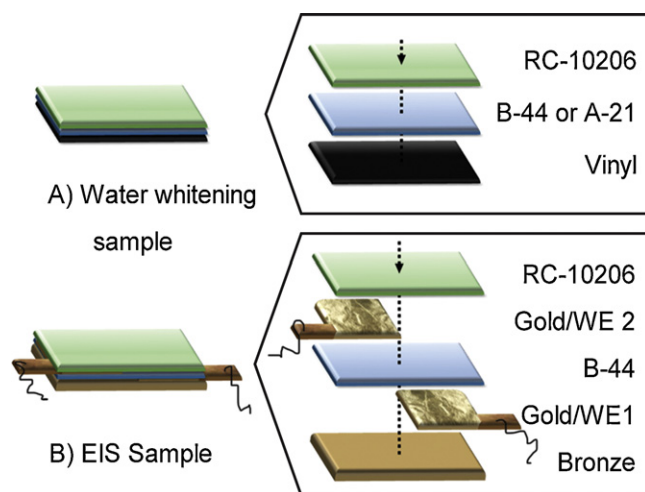 RC-10206
B-44 or A-21
Vinyl
A) Water whitening
sample
RC-10206
Gold/WE 2
B-44
Gold/WE1
Bronze
B) EIS Sample